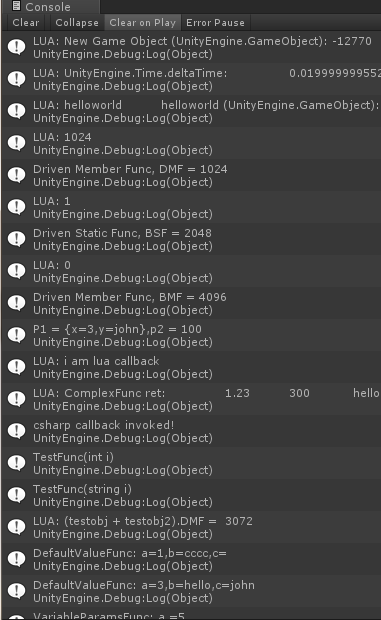 Console
Clear Collapse Clear on Play Error Pause
LUA: New Game Object (UnityEngine.GameObject): -12770
UnityEngine.Debug:Log(Object)
LUA: UnityEngine.Time.deltaTime: 0.019999999552
UnityEngine.Debug:Log(Object)
LUA: helloworld helloworld (UnityEngine.GameObject):
UnityEngine.Debug:Log(Object)
LUA: 1024
UnityEngine.Debug:Log(Object)
Driven Member Func, DMF = 1024
UnityEngine.Debug:Log(Object)
LUA: 1
UnityEngine.Debug:Log(Object)
Driven Static Func, BSF = 2048
UnityEngine.Debug:Log(Object)
LUA: 0
UnityEngine.Debug:Log(Object)
Driven Member Func, BMF = 4096
UnityEngine.Debug:Log(Object)
P1 = {x=3,y=john},p2 = 100
UnityEngine.Debug:Log(Object)
LUA: i am lua callback
UnityEngine.Debug:Log(Object)
LUA: ComplexFunc ret: 1.23 300 hello
UnityEngine.Debug:Log(Object)
csharp callback invoked!
UnityEngine.Debug:Log(Object)
TestFunc(int i)
UnityEngine.Debug:Log(Object)
TestFunc(string i)
UnityEngine.Debug:Log(Object)
LUA: (testobj + testobj2).DMF = 3072
UnityEngine.Debug:Log(Object)
DefaultValueFunc: a=1,b=cccc,c=
UnityEngine.Debug:Log(Object)
DefaultValueFunc: a=3,b=hello,c=john
UnityEngine.Debug:Log(Object)
VariableParamsFunc: a =5